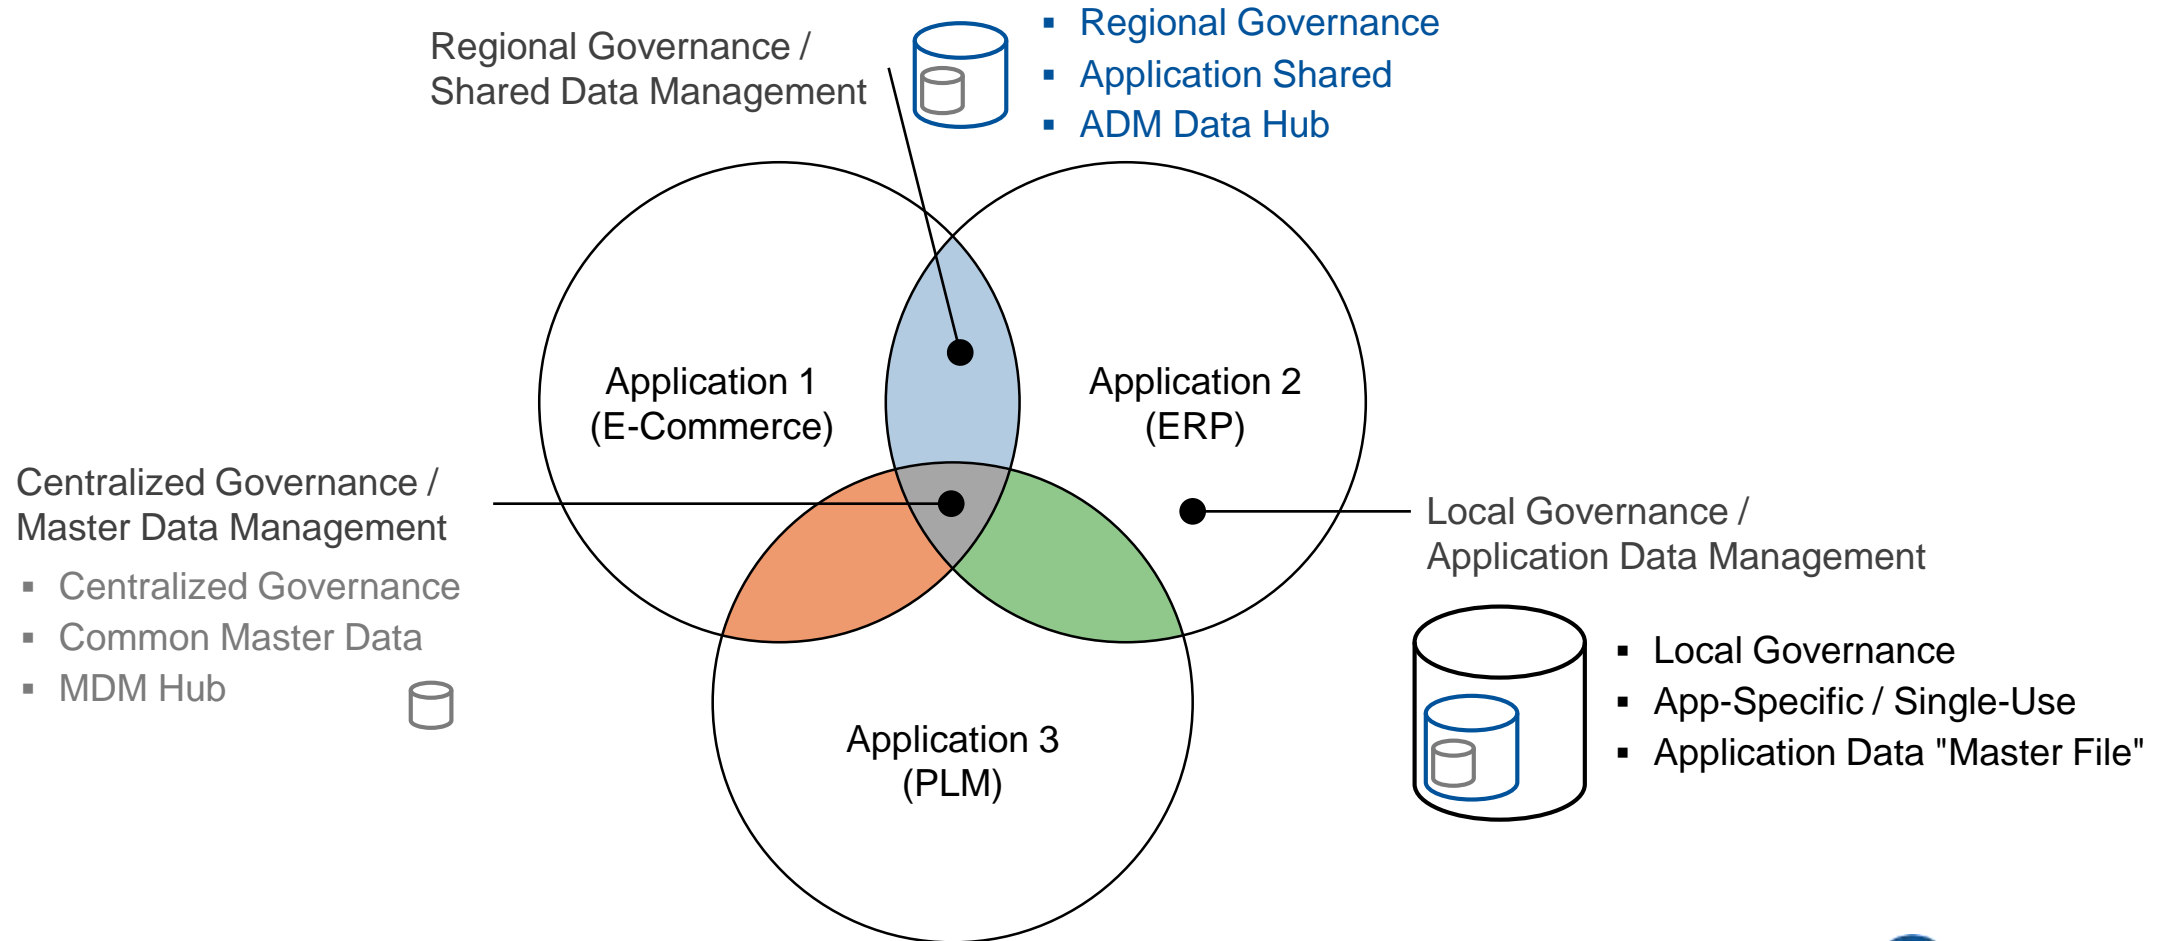 Regional Governance /
Shared Data Management
▪ Regional Governance
▪ Application Shared
▪ ADM Data Hub
Application 1
(E-Commerce)
Application 2
(ERP)
Centralized Governance /
Master Data Management
▪ Centralized Governance
▪ Common Master Data
▪ MDM Hub
Local Governance /
Application Data Management
▪ Local Governance
▪ App-Specific / Single-Use
▪ Application Data "Master File"
Application 3
(PLM)